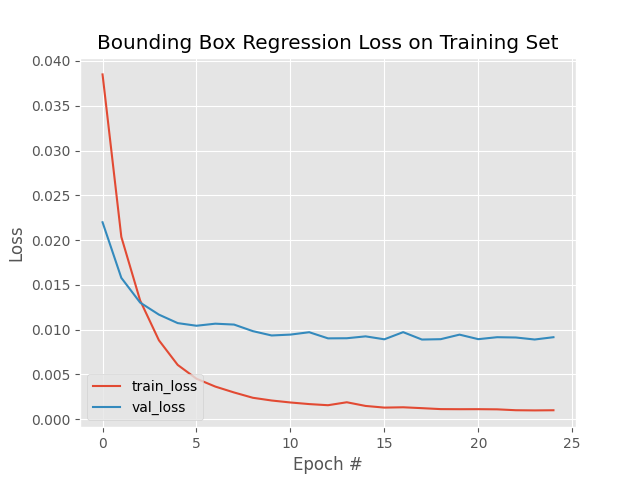 Bounding Box Regression Loss on Training Set
0.040
0.035
0.030
0.025
0.020
0.015
0.010
0.005
0.000
Loss
train_loss
val_loss
0 5 10 15 20 25
Epoch #